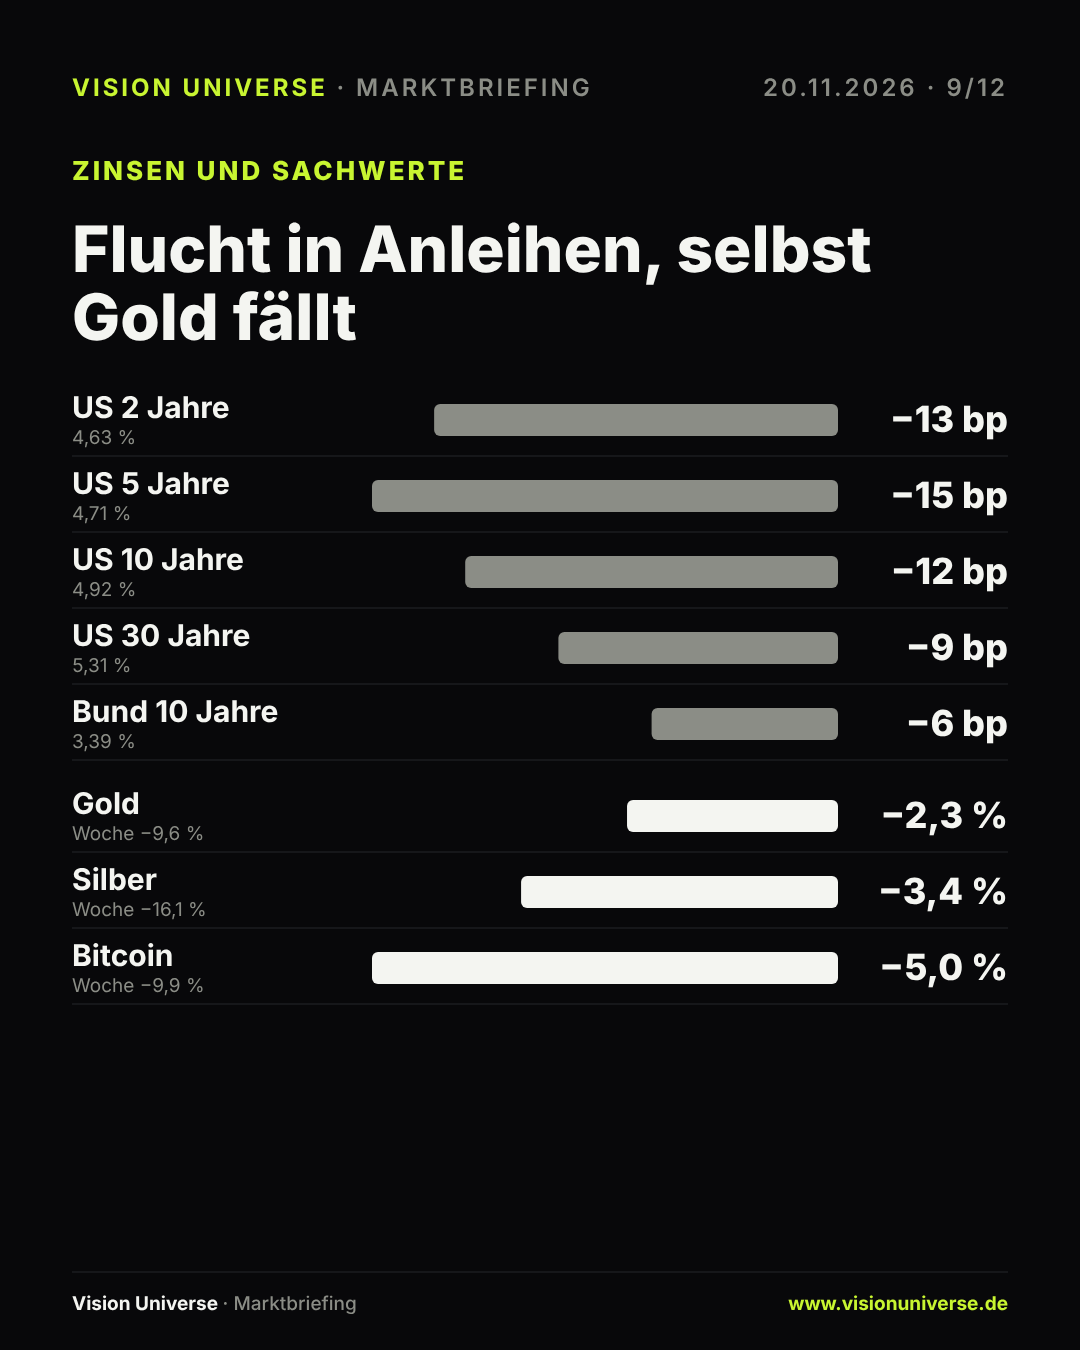 VISION UNIVERSE · MARKTBRIEFING
20.11.2026 · 9/12
ZINSEN UND SACHWERTE
Flucht in Anleihen, selbst
Gold fällt
US 2 Jahre
4,63 %
−13 bp
US 5 Jahre
4,71 %
−15 bp
US 10 Jahre
4,92 %
−12 bp
US 30 Jahre
5,31 %
−9 bp
Bund 10 Jahre
3,39 %
−6 bp
Gold
Woche −9,6 %
−2,3 %
Silber
Woche −16,1 %
−3,4 %
Bitcoin
Woche −9,9 %
−5,0 %
Vision Universe · Marktbriefing
www.visionuniverse.de